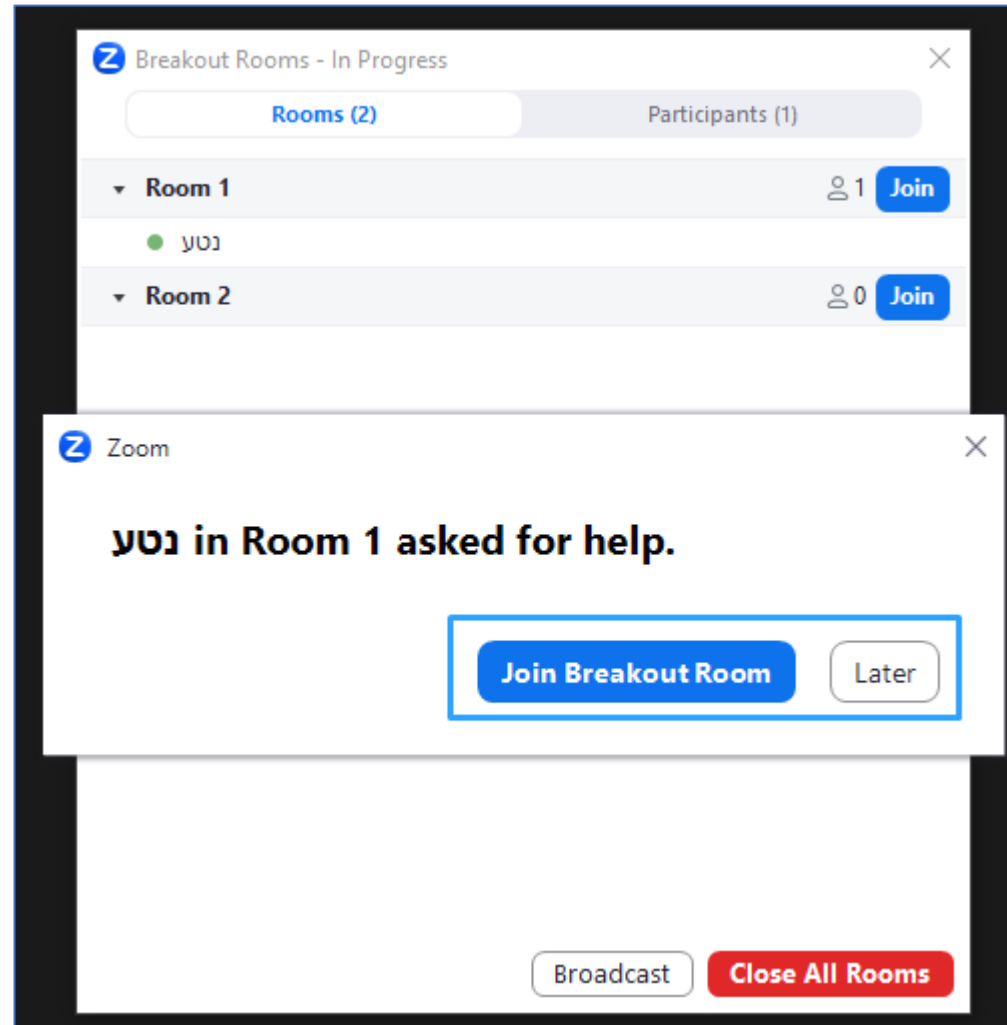 Breakout Rooms - In Progress
Rooms (2) Participants (1)
Room 1 1 Join
נטע
Room 2 0 Join
Zoom
נטע in Room 1 asked for help.
Join Breakout Room Later
Broadcast Close All Rooms